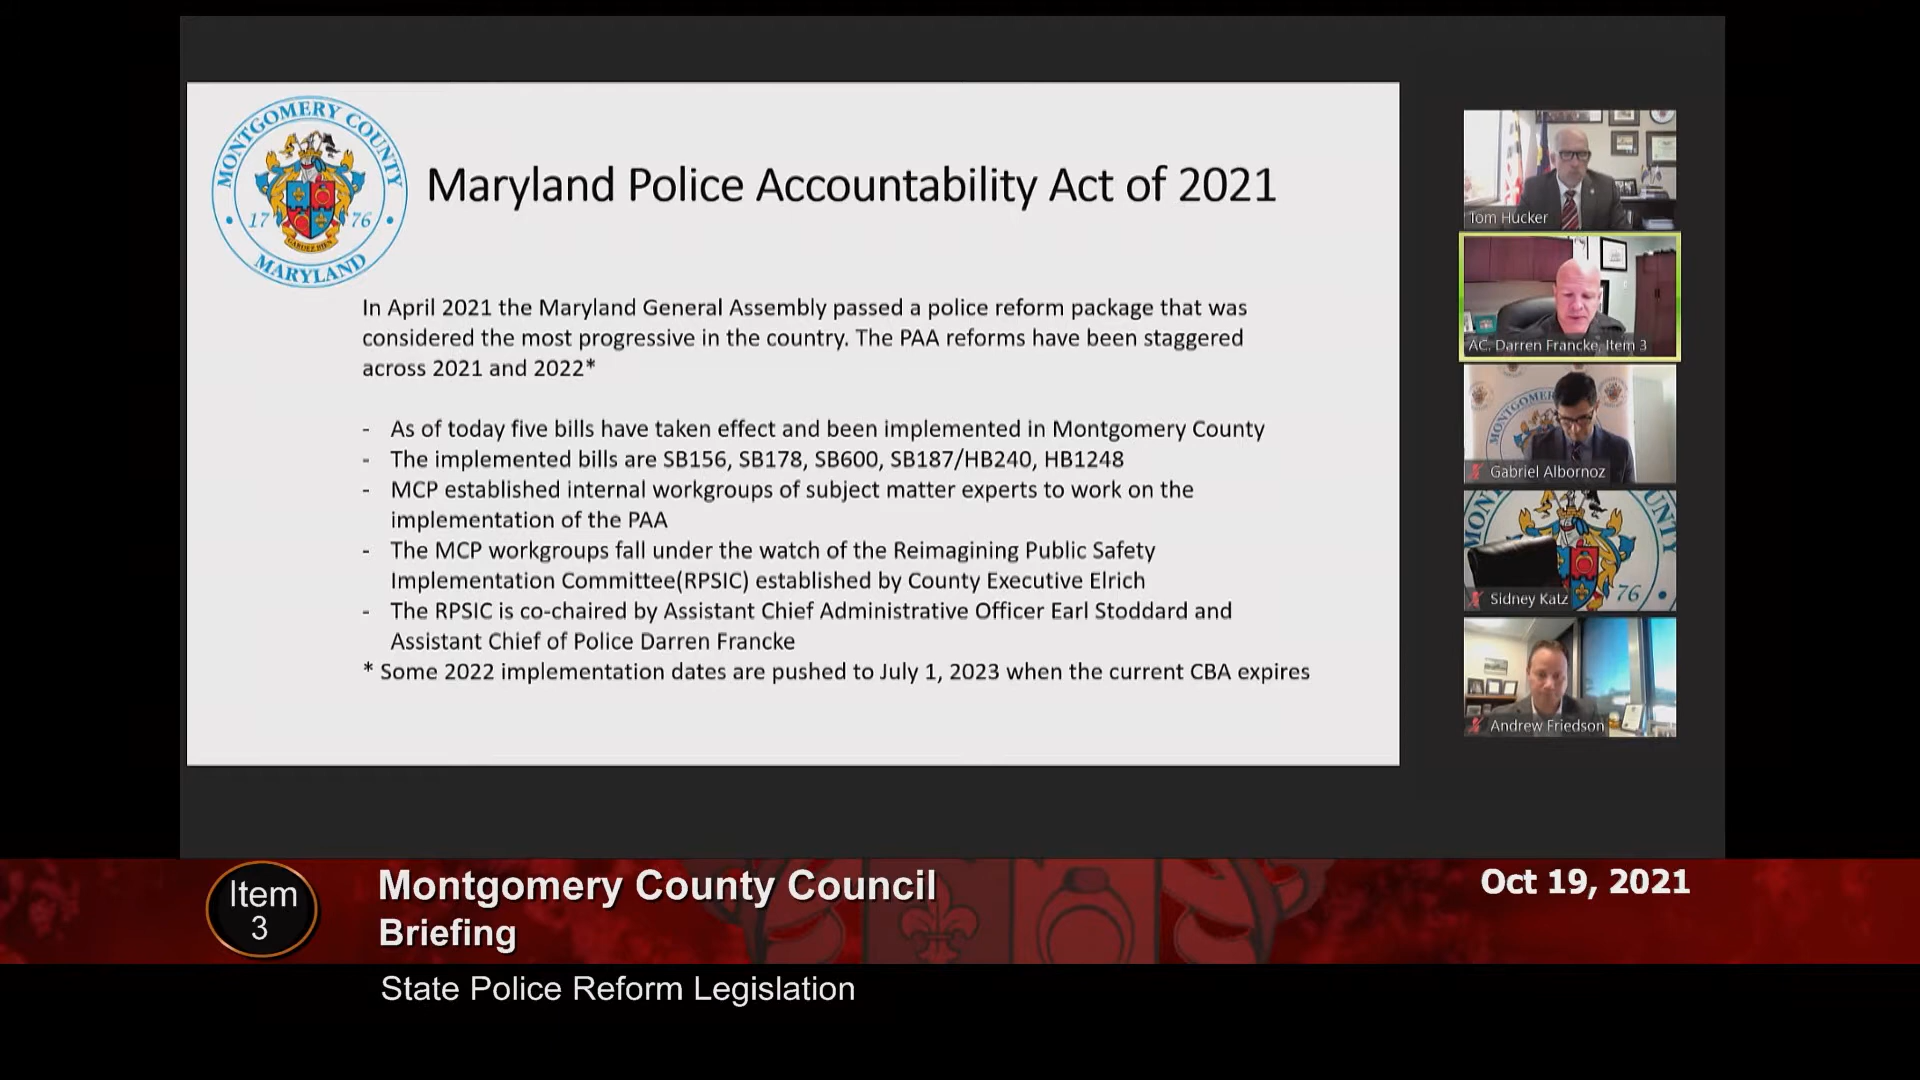 MONTGOMERY COUNTY
17 76
GARDEZ BIEN
MARYLAND
Maryland Police Accountability Act of 2021
In April 2021 the Maryland General Assembly passed a police reform package that was
considered the most progressive in the country. The PAA reforms have been staggered
across 2021 and 2022*
- As of today five bills have taken effect and been implemented in Montgomery County
- The implemented bills are SB156, SB178, SB600, SB187/HB240, HB1248
- MCP established internal workgroups of subject matter experts to work on the
implementation of the PAA
- The MCP workgroups fall under the watch of the Reimagining Public Safety
Implementation Committee(RPSIC) established by County Executive Elrich
- The RPSIC is co-chaired by Assistant Chief Administrative Officer Earl Stoddard and
Assistant Chief of Police Darren Francke
* Some 2022 implementation dates are pushed to July 1, 2023 when the current CBA expires
Tom Hucker
AC. Darren Francke, Item 3
MONTGOMERY
Gabriel Albornoz
MON UNTY
76
Sidney Katz
Andrew Friedson
Item
3
Montgomery County Council
Briefing
Oct 19, 2021
State Police Reform Legislation